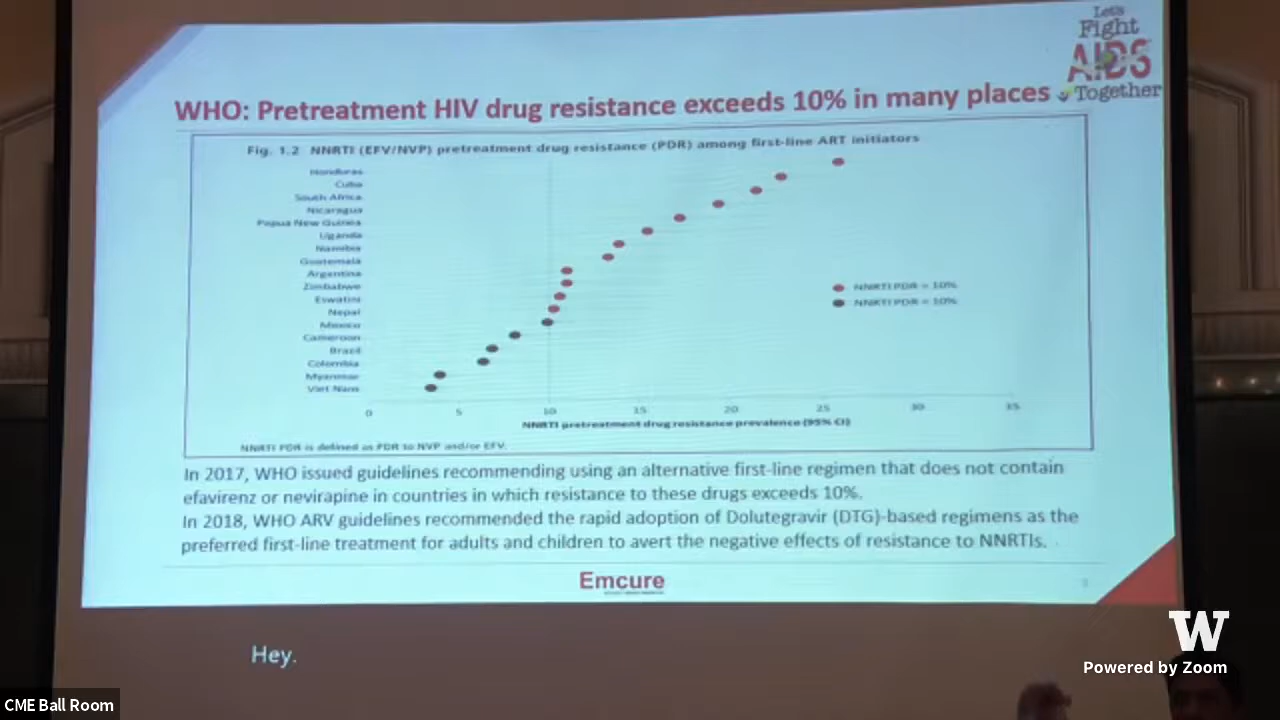 Let's
Fight
AIDS
Together
WHO: Pretreatment HIV drug resistance exceeds 10% in many places
Fig. 1.2 NNRTI (EFV/NVP) pretreatment drug resistance (PDR) among first-line ART initiators
Honduras
Cuba
South Africa
Nicaragua
Papua New Guinea
Uganda
Namibia
Guatemala
Argentina
Zimbabwe
Eswatini
Nepal
Mexico
Cameroon
Brazil
Colombia
Myanmar
Viet Nam
NNRTI PDR
10%
NNRTI PDR
10%
0 5 10 15 20 25 30 35
NNRTI pretreatment drug resistance prevalence (95% CI)
NNRTI PDR is defined as PDR to NVP and/or EFV.
In 2017, WHO issued guidelines recommending using an alternative first-line regimen that does not contain
efavirenz or nevirapine in countries in which resistance to these drugs exceeds 10%.
In 2018, WHO ARV guidelines recommended the rapid adoption of Dolutegravir (DTG)-based regimens as the
preferred first-line treatment for adults and children to avert the negative effects of resistance to NNRTIs.
Emcure
Hey.
W
Powered by Zoom
CME Ball Room